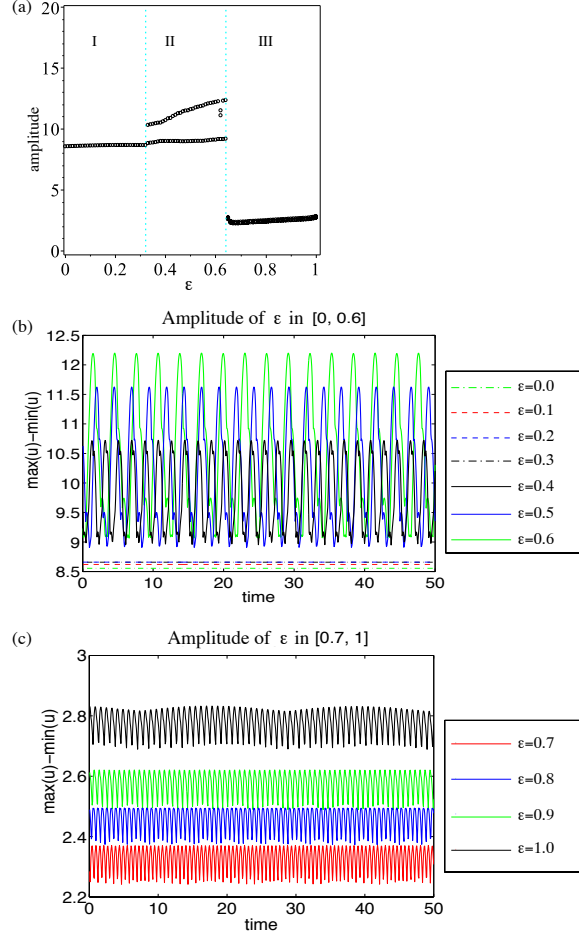 (a)
20
15
10
5
0
amplitude
I II III
0 0.2 0.4 0.6 0.8 1
ε
(b)
Amplitude of ε in [0, 0.6]
12.5
12
11.5
11
10.5
10
9.5
9
8.5
max(u)−min(u)
0 10 20 30 40 50
time
ε=0.0
ε=0.1
ε=0.2
ε=0.3
ε=0.4
ε=0.5
ε=0.6
(c)
Amplitude of ε in [0.7, 1]
3
2.8
2.6
2.4
2.2
max(u)−min(u)
0 10 20 30 40 50
time
ε=0.7
ε=0.8
ε=0.9
ε=1.0